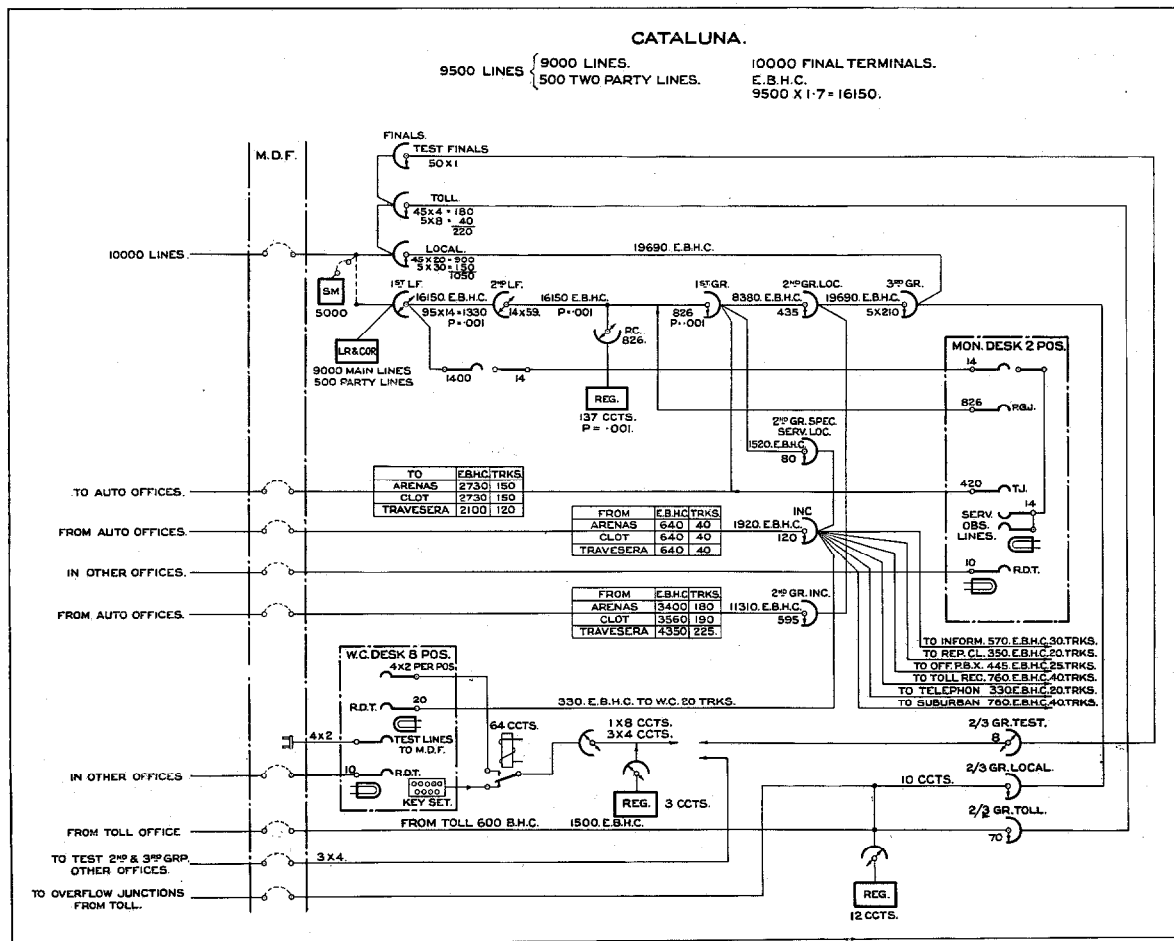 CATALUNA.
9500 LINES { 9000 LINES.
500 TWO PARTY LINES.
10000 FINAL TERMINALS.
E.B.H.C.
9500 X 1·7 = 16150.
M.D.F.
FINALS.
TEST FINALS
50 X 1
TOLL.
45 X 4 = 180
5 X 8 = 40
220
10000 LINES.
LOCAL.
45 X 20 = 900
5 X 30 = 150
1050
19690. E.B.H.C.
SM
5000
1ST LF.
16150. E.B.H.C.
95 X 14 = 1330
P = ·001
2ND LF.
14 X 59.
16150 E.B.H.C.
P = ·001
1ST GR.
826
P = ·001
8380. E.B.H.C.
2ND GR. LOC.
435
19690. E.B.H.C.
3RD GR.
5 X 210
LR & COR
9000 MAIN LINES
500 PARTY LINES
1400
14
RC.
826.
REG.
137 CCTS.
P = ·001.
MON. DESK 2 POS.
14
826
P.G.J.
2ND GR. SPEC.
SERV. LOC.
1520. E.B.H.C.
80
TO AUTO OFFICES.
TO E.B.H.C. TRKS.
ARENAS 2730 150
CLOT 2730 150
TRAVESERA 2100 120
420
T.J.
14
SERV.
OBS.
LINES.
FROM AUTO OFFICES.
FROM E.B.H.C. TRKS.
ARENAS 640 40
CLOT 640 40
TRAVESERA 640 40
INC
1920. E.B.H.C.
120
IN OTHER OFFICES.
10
R.D.T.
FROM AUTO OFFICES.
FROM E.B.H.C. TRKS.
ARENAS 3400 180
CLOT 3560 190
TRAVESERA 4350 225.
2ND GR. INC.
11310. E.B.H.C.
595
TO INFORM. 570. E.B.H.C. 30. TRKS.
TO REP. CL. 350. E.B.H.C. 20. TRKS.
TO OFF. P.B.X. 445. E.B.H.C. 25 TRKS.
TO TOLL REC. 760. E.B.H.C. 40 TRKS.
TO TELEPHON 330 E.B.H.C. 20. TRKS.
TO SUBURBAN 760. E.B.H.C. 40. TRKS.
W.C. DESK 8 POS.
4 X 2 PER POS.
R.D.T. 20
330. E.B.H.C. TO W.C. 20 TRKS.
4 X 2
TEST LINES
TO M.D.F.
64 CCTS.
1 X 8 CCTS.
3 X 4 CCTS.
2/3 GR. TEST.
8
IN OTHER OFFICES
10
R.D.T.
KEY SET.
REG.
3 CCTS.
10 CCTS.
2/3 GR. LOCAL.
FROM TOLL OFFICE
FROM TOLL 600 B.H.C. 1500. E.B.H.C.
2/3 GR. TOLL.
70
TO TEST 2ND & 3RD GRP.
OTHER OFFICES.
3 X 4.
TO OVERFLOW JUNCTIONS
FROM TOLL.
REG.
12 CCTS.